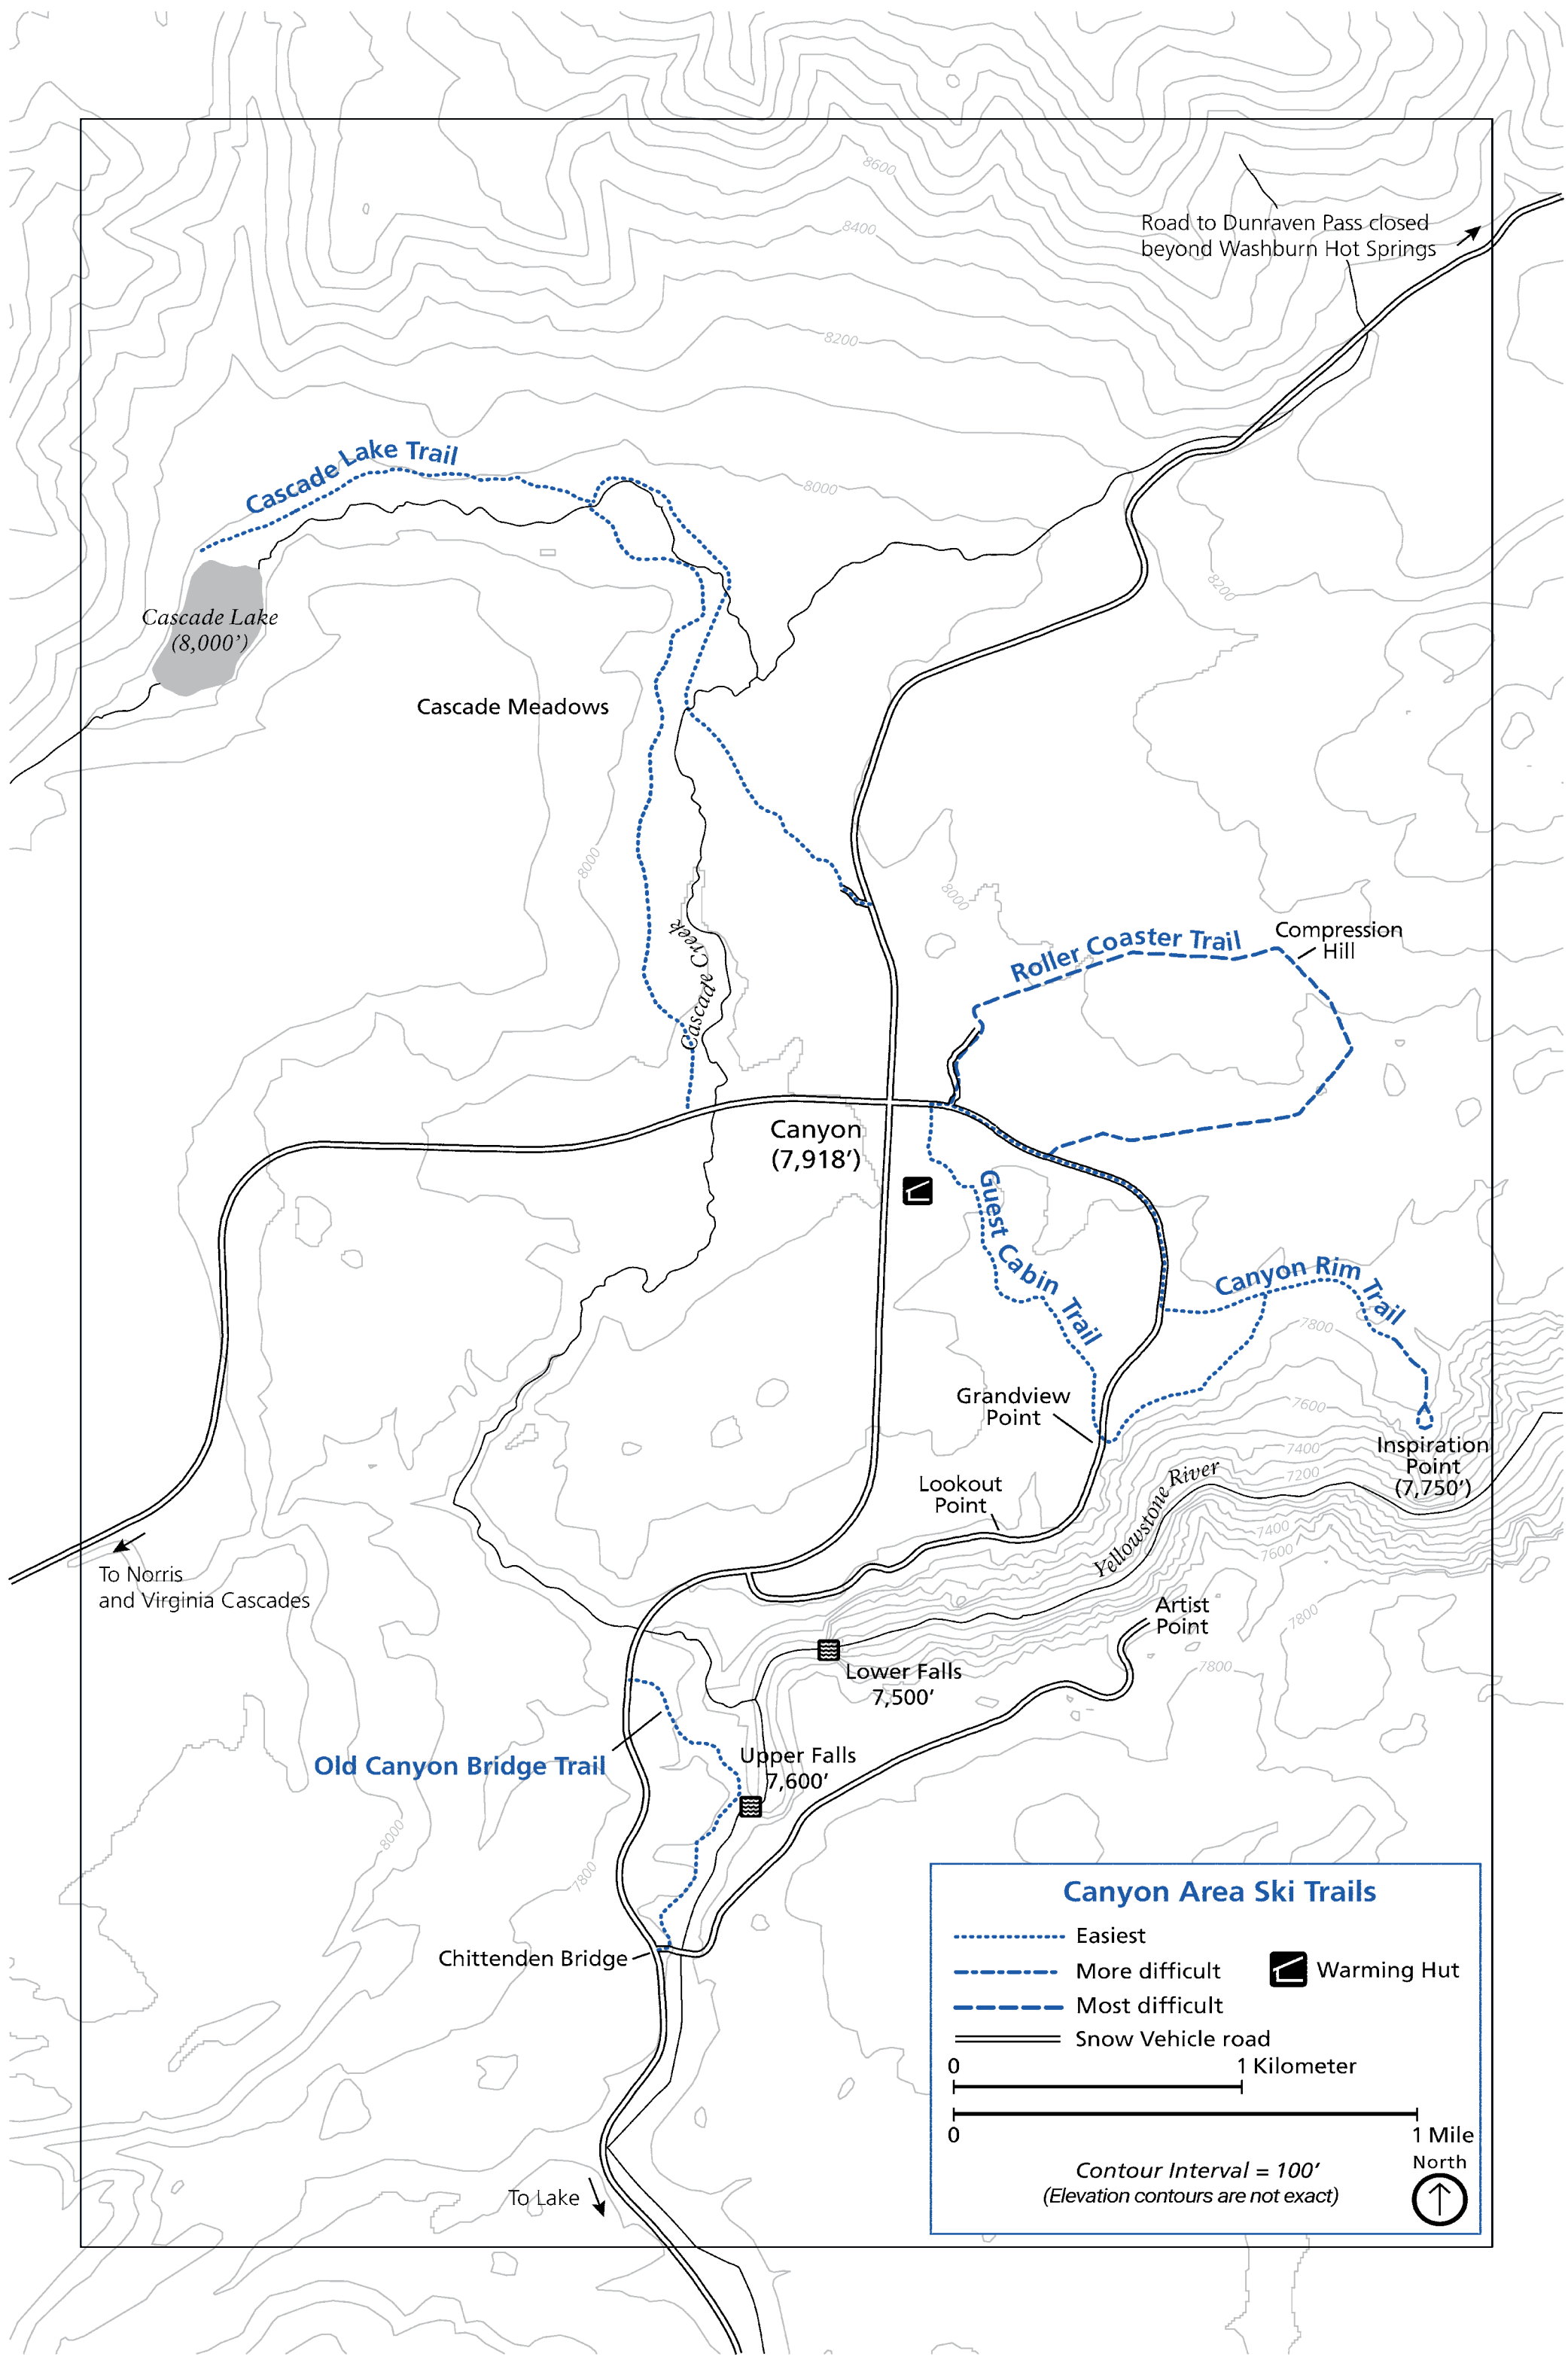 8600
8400
Road to Dunraven Pass closed
beyond Washburn Hot Springs
8200
Cascade Lake Trail
8000
8200
Cascade Lake
(8,000’)
Cascade Meadows
8000
8000
Cascade Creek
Roller Coaster Trail
Compression
Hill
Canyon
(7,918′)
Guest Cabin Trail
Canyon Rim Trail
7800
Grandview
Point
7600
7400
7200
Inspiration
Point
(7,750′)
Lookout
Point
Yellowstone River
7400
7600
To Norris
and Virginia Cascades
Artist
Point
7800
7800
Lower Falls
7,500′
Old Canyon Bridge Trail
Upper Falls
7,600′
8000
7800
Chittenden Bridge
To Lake
Canyon Area Ski Trails
Easiest
More difficult
Warming Hut
Most difficult
Snow Vehicle road
0 1 Kilometer
0 1 Mile
North
Contour Interval = 100′
(Elevation contours are not exact)